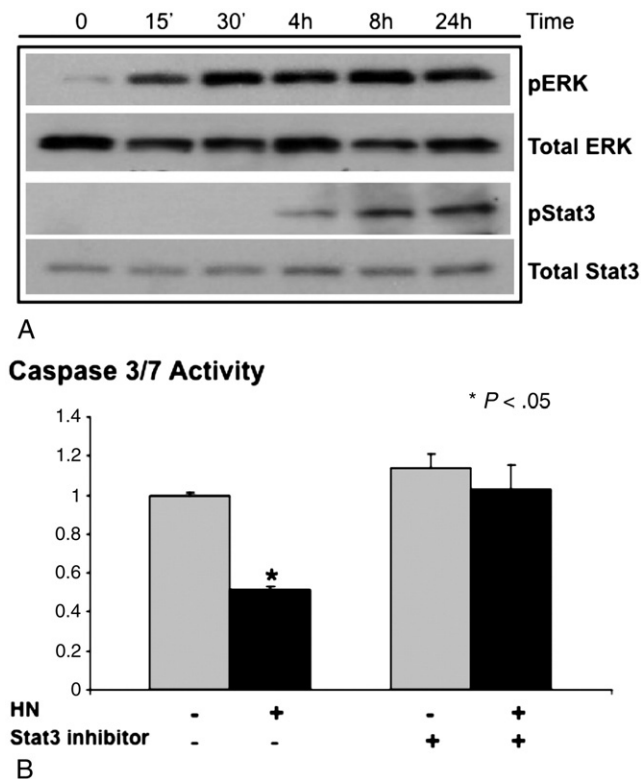 0 15' 30' 4h 8h 24h Time
pERK
Total ERK
pStat3
Total Stat3
A
Caspase 3/7 Activity
* P < .05
1.4
1.2
1
0.8
0.6
0.4
0.2
0
*
HN - + - +
Stat3 inhibitor - - + +
B